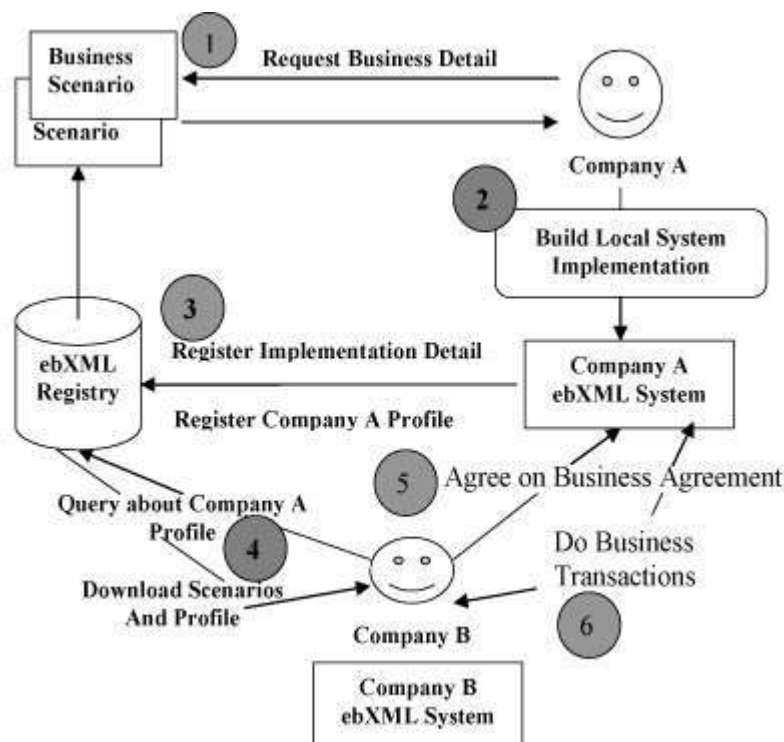 1
Request Business Detail
Business
Scenario
Scenario
Company A
2
Build Local System
Implementation
3
Register Implementation Detail
ebXML
Registry
Company A
ebXML System
Register Company A Profile
5
Agree on Business Agreement
Query about Company A
Profile
4
Do Business
Transactions
Download Scenarios
And Profile
6
Company B
Company B
ebXML System